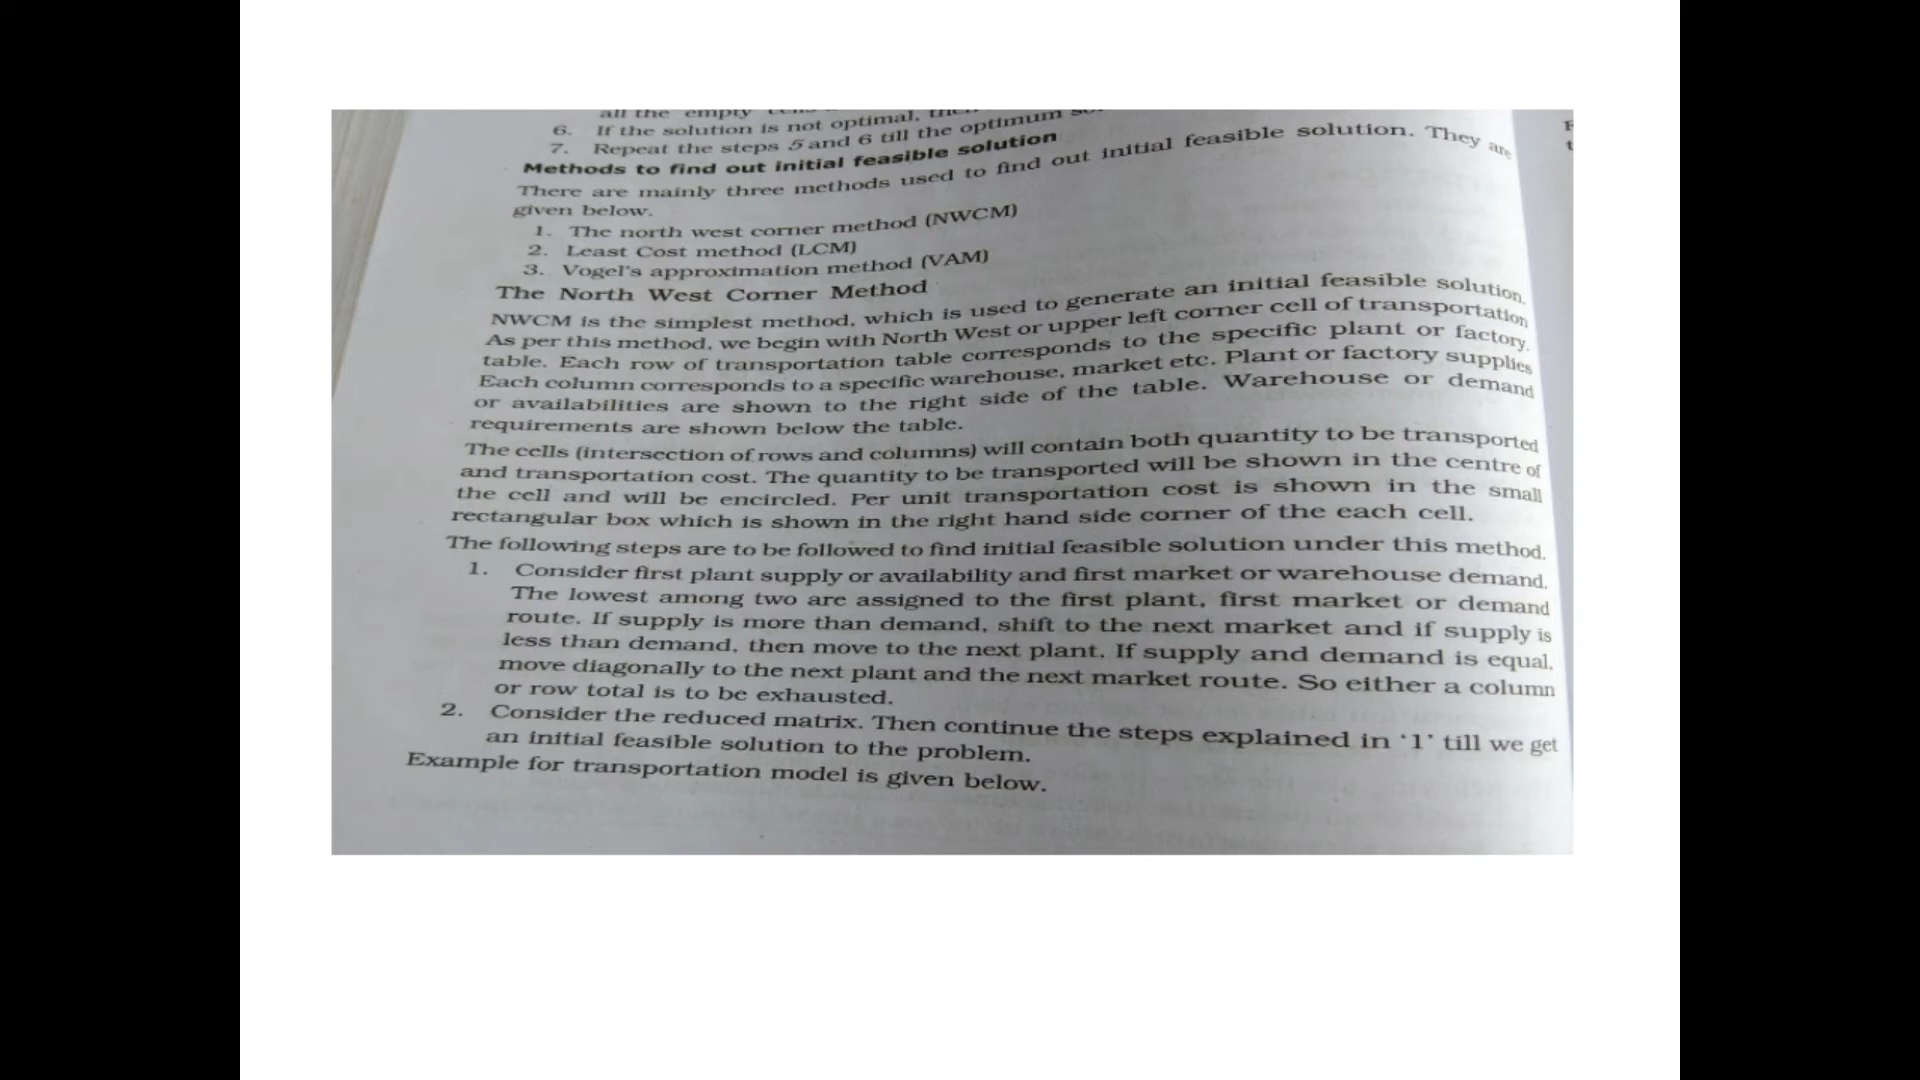 all the empty
6. If the solution is not optimal,
7. Repeat the steps 5 and 6 till the optimum
Methods to find out initial feasible solution
There are mainly three methods used to find out initial feasible solution. They are
given below.
1. The north west corner method (NWCM)
2. Least Cost method (LCM)
3. Vogel's approximation method (VAM)
The North West Corner Method
NWCM is the simplest method, which is used to generate an initial feasible solution.
As per this method, we begin with North West or upper left corner cell of transportation
table. Each row of transportation table corresponds to the specific plant or factory.
Each column corresponds to a specific warehouse, market etc. Plant or factory supplies
or availabilities are shown to the right side of the table. Warehouse or demand
requirements are shown below the table.
The cells (intersection of rows and columns) will contain both quantity to be transported
and transportation cost. The quantity to be transported will be shown in the centre of
the cell and will be encircled. Per unit transportation cost is shown in the small
rectangular box which is shown in the right hand side corner of the each cell.
The following steps are to be followed to find initial feasible solution under this method.
1. Consider first plant supply or availability and first market or warehouse demand.
The lowest among two are assigned to the first plant, first market or demand
route. If supply is more than demand, shift to the next market and if supply is
less than demand, then move to the next plant. If supply and demand is equal,
move diagonally to the next plant and the next market route. So either a column
or row total is to be exhausted.
2. Consider the reduced matrix. Then continue the steps explained in '1' till we get
an initial feasible solution to the problem.
Example for transportation model is given below.